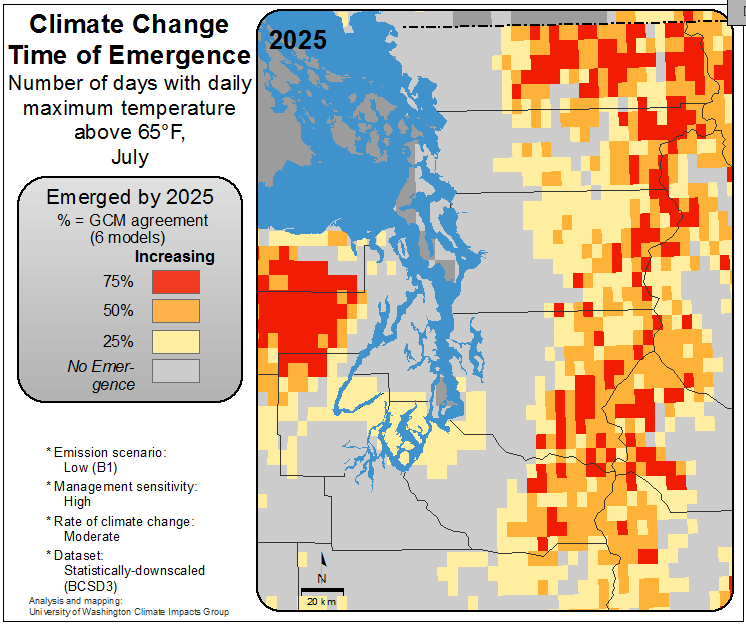 Climate Change
Time of Emergence
Number of days with daily
maximum temperature
above 65°F,
July
Emerged by 2025
% = GCM agreement
(6 models)
Increasing
75%
50%
25%
No Emer-
gence
* Emission scenario:
Low (B1)
* Management sensitivity:
High
* Rate of climate change:
Moderate
* Dataset:
Statistically-downscaled
(BCSD3)
Analysis and mapping:
University of Washington Climate Impacts Group
2025
N
20 km